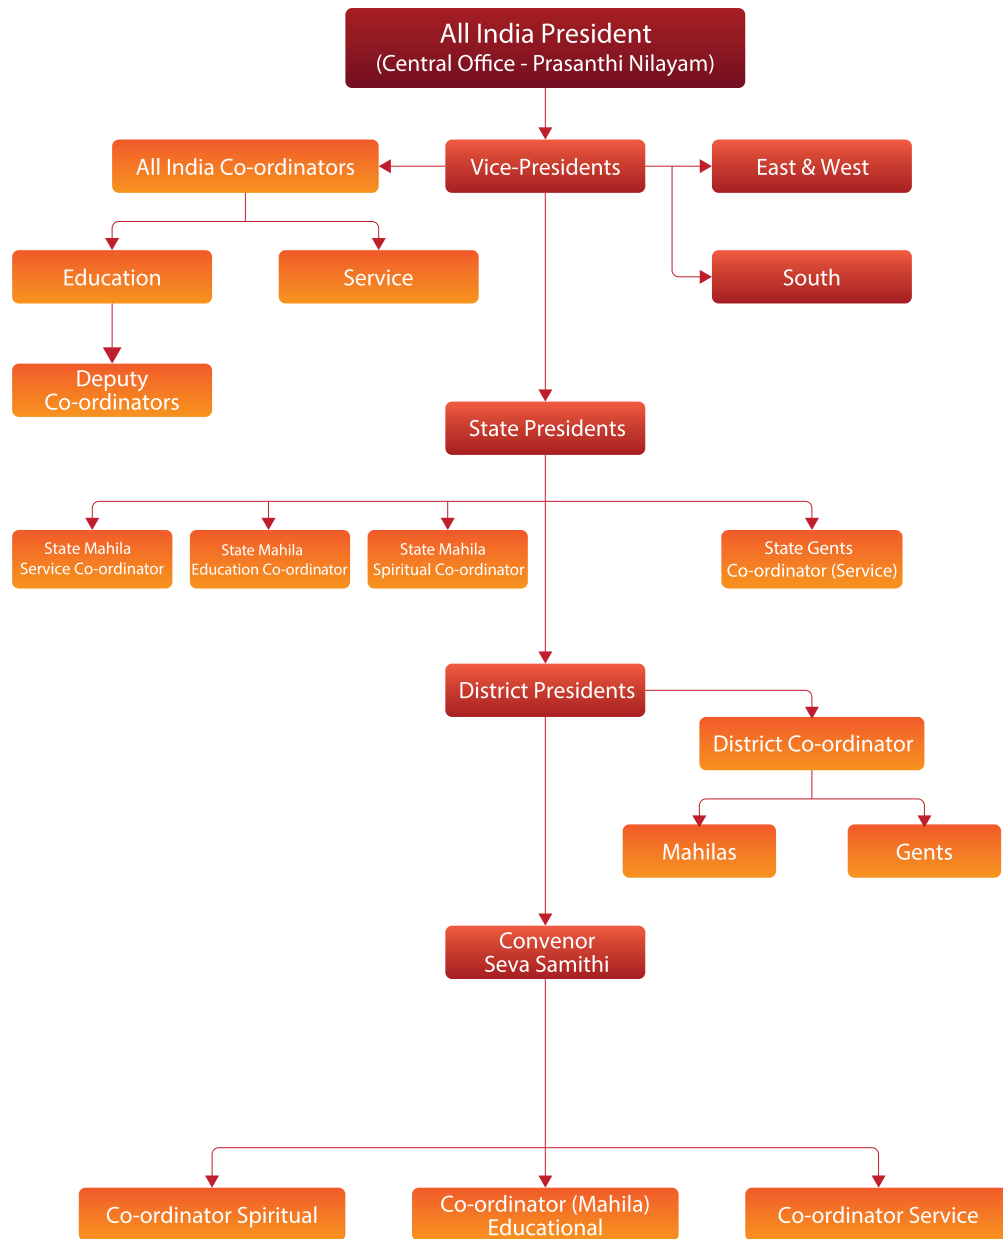 All India President
(Central Office - Prasanthi Nilayam)
All India Co-ordinators
Vice-Presidents
East & West
Education
Service
South
Deputy
Co-ordinators
State Presidents
State Mahila
Service Co-ordinator
State Mahila
Education Co-ordinator
State Mahila
Spiritual Co-ordinator
State Gents
Co-ordinator (Service)
District Presidents
District Co-ordinator
Mahilas
Gents
Convenor
Seva Samithi
Co-ordinator Spiritual
Co-ordinator (Mahila)
Educational
Co-ordinator Service